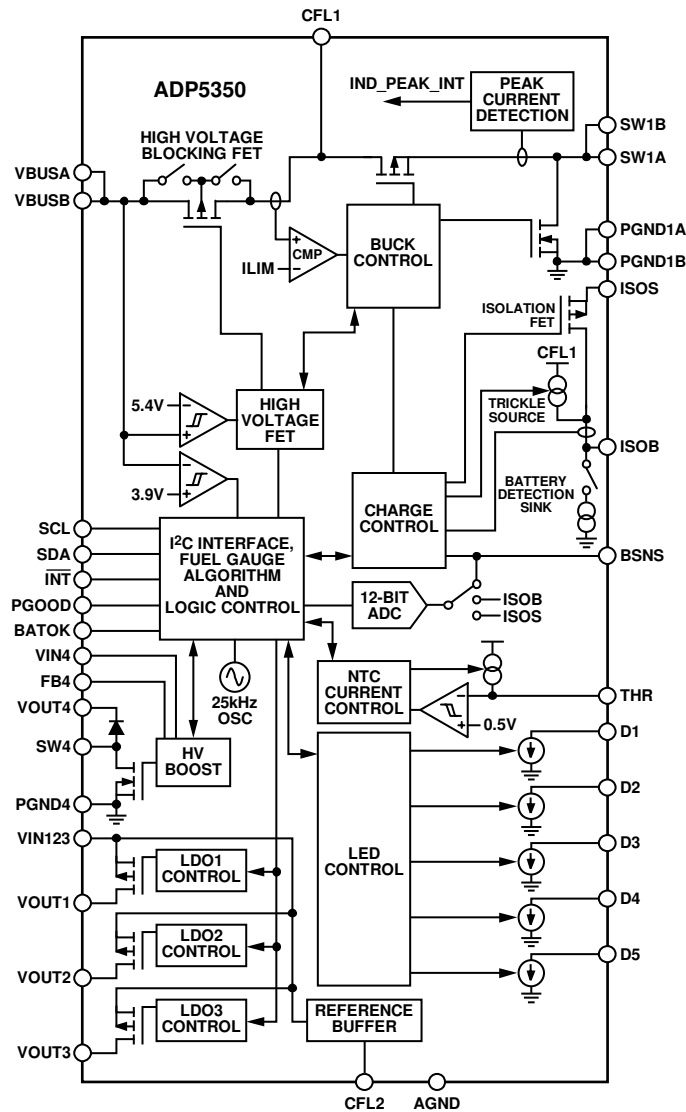 CFL1
ADP5350
IND_PEAK_INT
PEAK
CURRENT
DETECTION
HIGH VOLTAGE
BLOCKING FET
VBUSA
VBUSB
SW1B
SW1A
PGND1A
PGND1B
ISOS
ILIM
+
CMP
–
BUCK
CONTROL
ISOLATION
FET
CFL1
TRICKLE
SOURCE
5.4V
–
+
HIGH
VOLTAGE
FET
ISOB
–
+
3.9V
BATTERY
DETECTION
SINK
CHARGE
CONTROL
BSNS
SCL
SDA
INT
PGOOD
BATOK
I²C INTERFACE,
FUEL GAUGE
ALGORITHM
AND
LOGIC CONTROL
12-BIT
ADC
ISOB
ISOS
VIN4
FB4
VOUT4
SW4
PGND4
25kHz
OSC
HV
BOOST
NTC
CURRENT
CONTROL
–
+
0.5V
THR
D1
D2
D3
D4
D5
LED
CONTROL
VIN123
VOUT1
LDO1
CONTROL
VOUT2
LDO2
CONTROL
VOUT3
LDO3
CONTROL
REFERENCE
BUFFER
CFL2
AGND